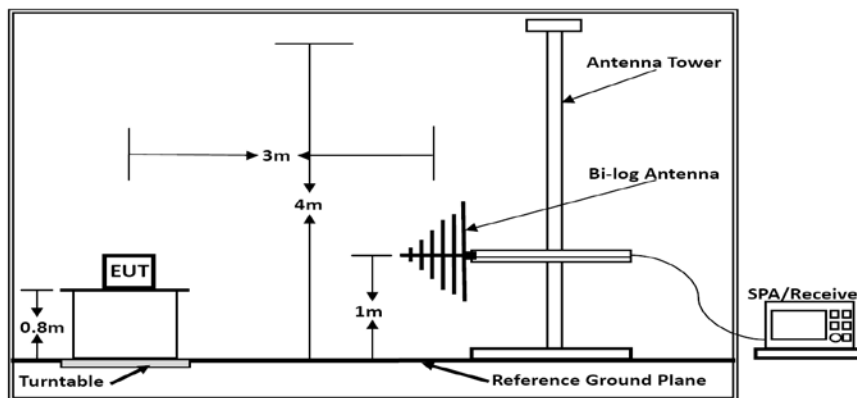 Antenna Tower
3m
Bi-log Antenna
4m
EUT
SPA/Receive
0.8m
1m
Turntable
Reference Ground Plane